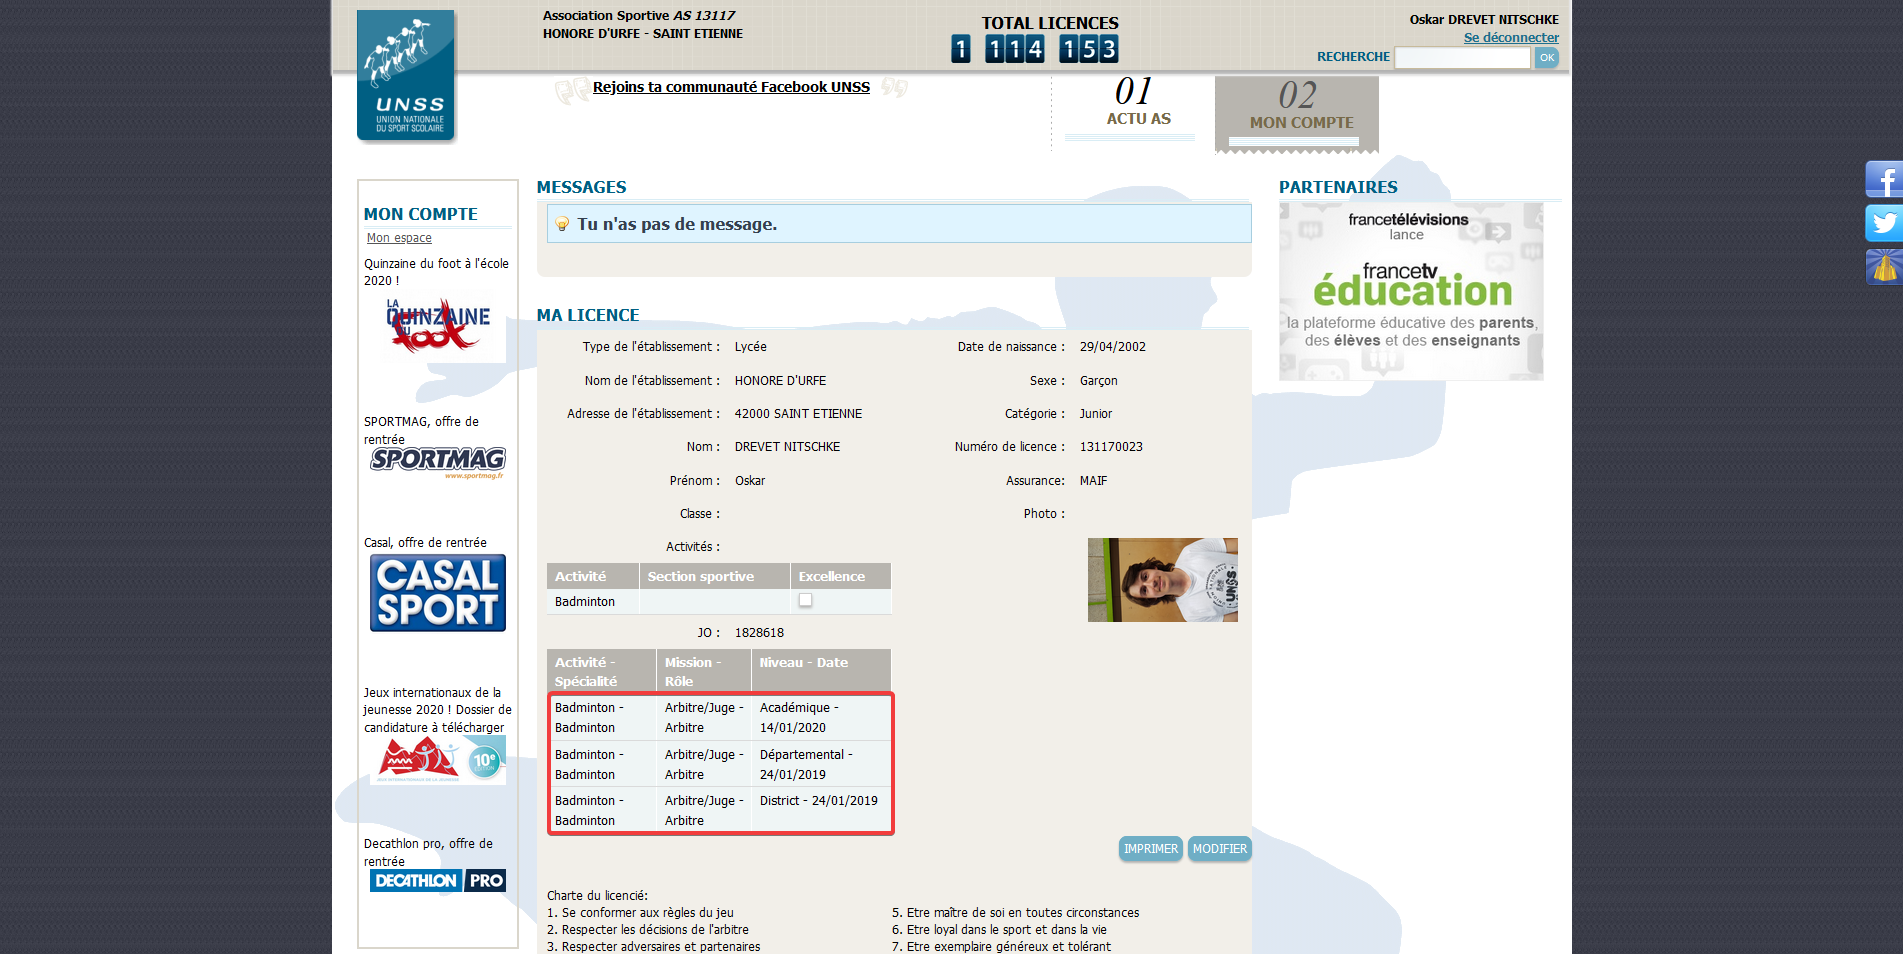 Association Sportive AS 13117
HONORE D'URFE - SAINT ETIENNE
TOTAL LICENCES
1 114 153
Oskar DREVET NITSCHKE
Se déconnecter
RECHERCHE OK
UNSS
UNION NATIONALE
DU SPORT SCOLAIRE
Rejoins ta communauté Facebook UNSS
01
ACTU AS
02
MON COMPTE
MON COMPTE
Mon espace
Quinzaine du foot à l'école
2020 !
LA
QUINZAINE
DU
foot
SPORTMAG, offre de
rentrée
SPORTMAG
www.sportmag.fr
Casal, offre de rentrée
CASAL
SPORT
Jeux internationaux de la
jeunesse 2020 ! Dossier de
candidature à télécharger
10e
EDITION
JEUX INTERNATIONAUX DE LA JEUNESSE
Decathlon pro, offre de
rentrée
DECATHLON PRO
MESSAGES
Tu n'as pas de message.
MA LICENCE
Type de l'établissement : Lycée
Date de naissance : 29/04/2002
Nom de l'établissement : HONORE D'URFE
Sexe : Garçon
Adresse de l'établissement : 42000 SAINT ETIENNE
Catégorie : Junior
Nom : DREVET NITSCHKE
Numéro de licence : 131170023
Prénom : Oskar
Assurance: MAIF
Classe :
Photo :
Activités :
Activité Section sportive Excellence
Badminton
UNSS
JO : 1828618
Activité - Mission - Niveau - Date
Spécialité Rôle
Badminton - Arbitre/Juge - Académique -
Badminton Arbitre 14/01/2020
Badminton - Arbitre/Juge - Départemental -
Badminton Arbitre 24/01/2019
Badminton - Arbitre/Juge - District - 24/01/2019
Badminton Arbitre
IMPRIMER MODIFIER
Charte du licencié:
1. Se conformer aux règles du jeu
2. Respecter les décisions de l'arbitre
3. Respecter adversaires et partenaires
5. Etre maître de soi en toutes circonstances
6. Etre loyal dans le sport et dans la vie
7. Etre exemplaire généreux et tolérant
PARTENAIRES
francetélévisions
lance
francetv
éducation
la plateforme éducative des parents,
des élèves et des enseignants